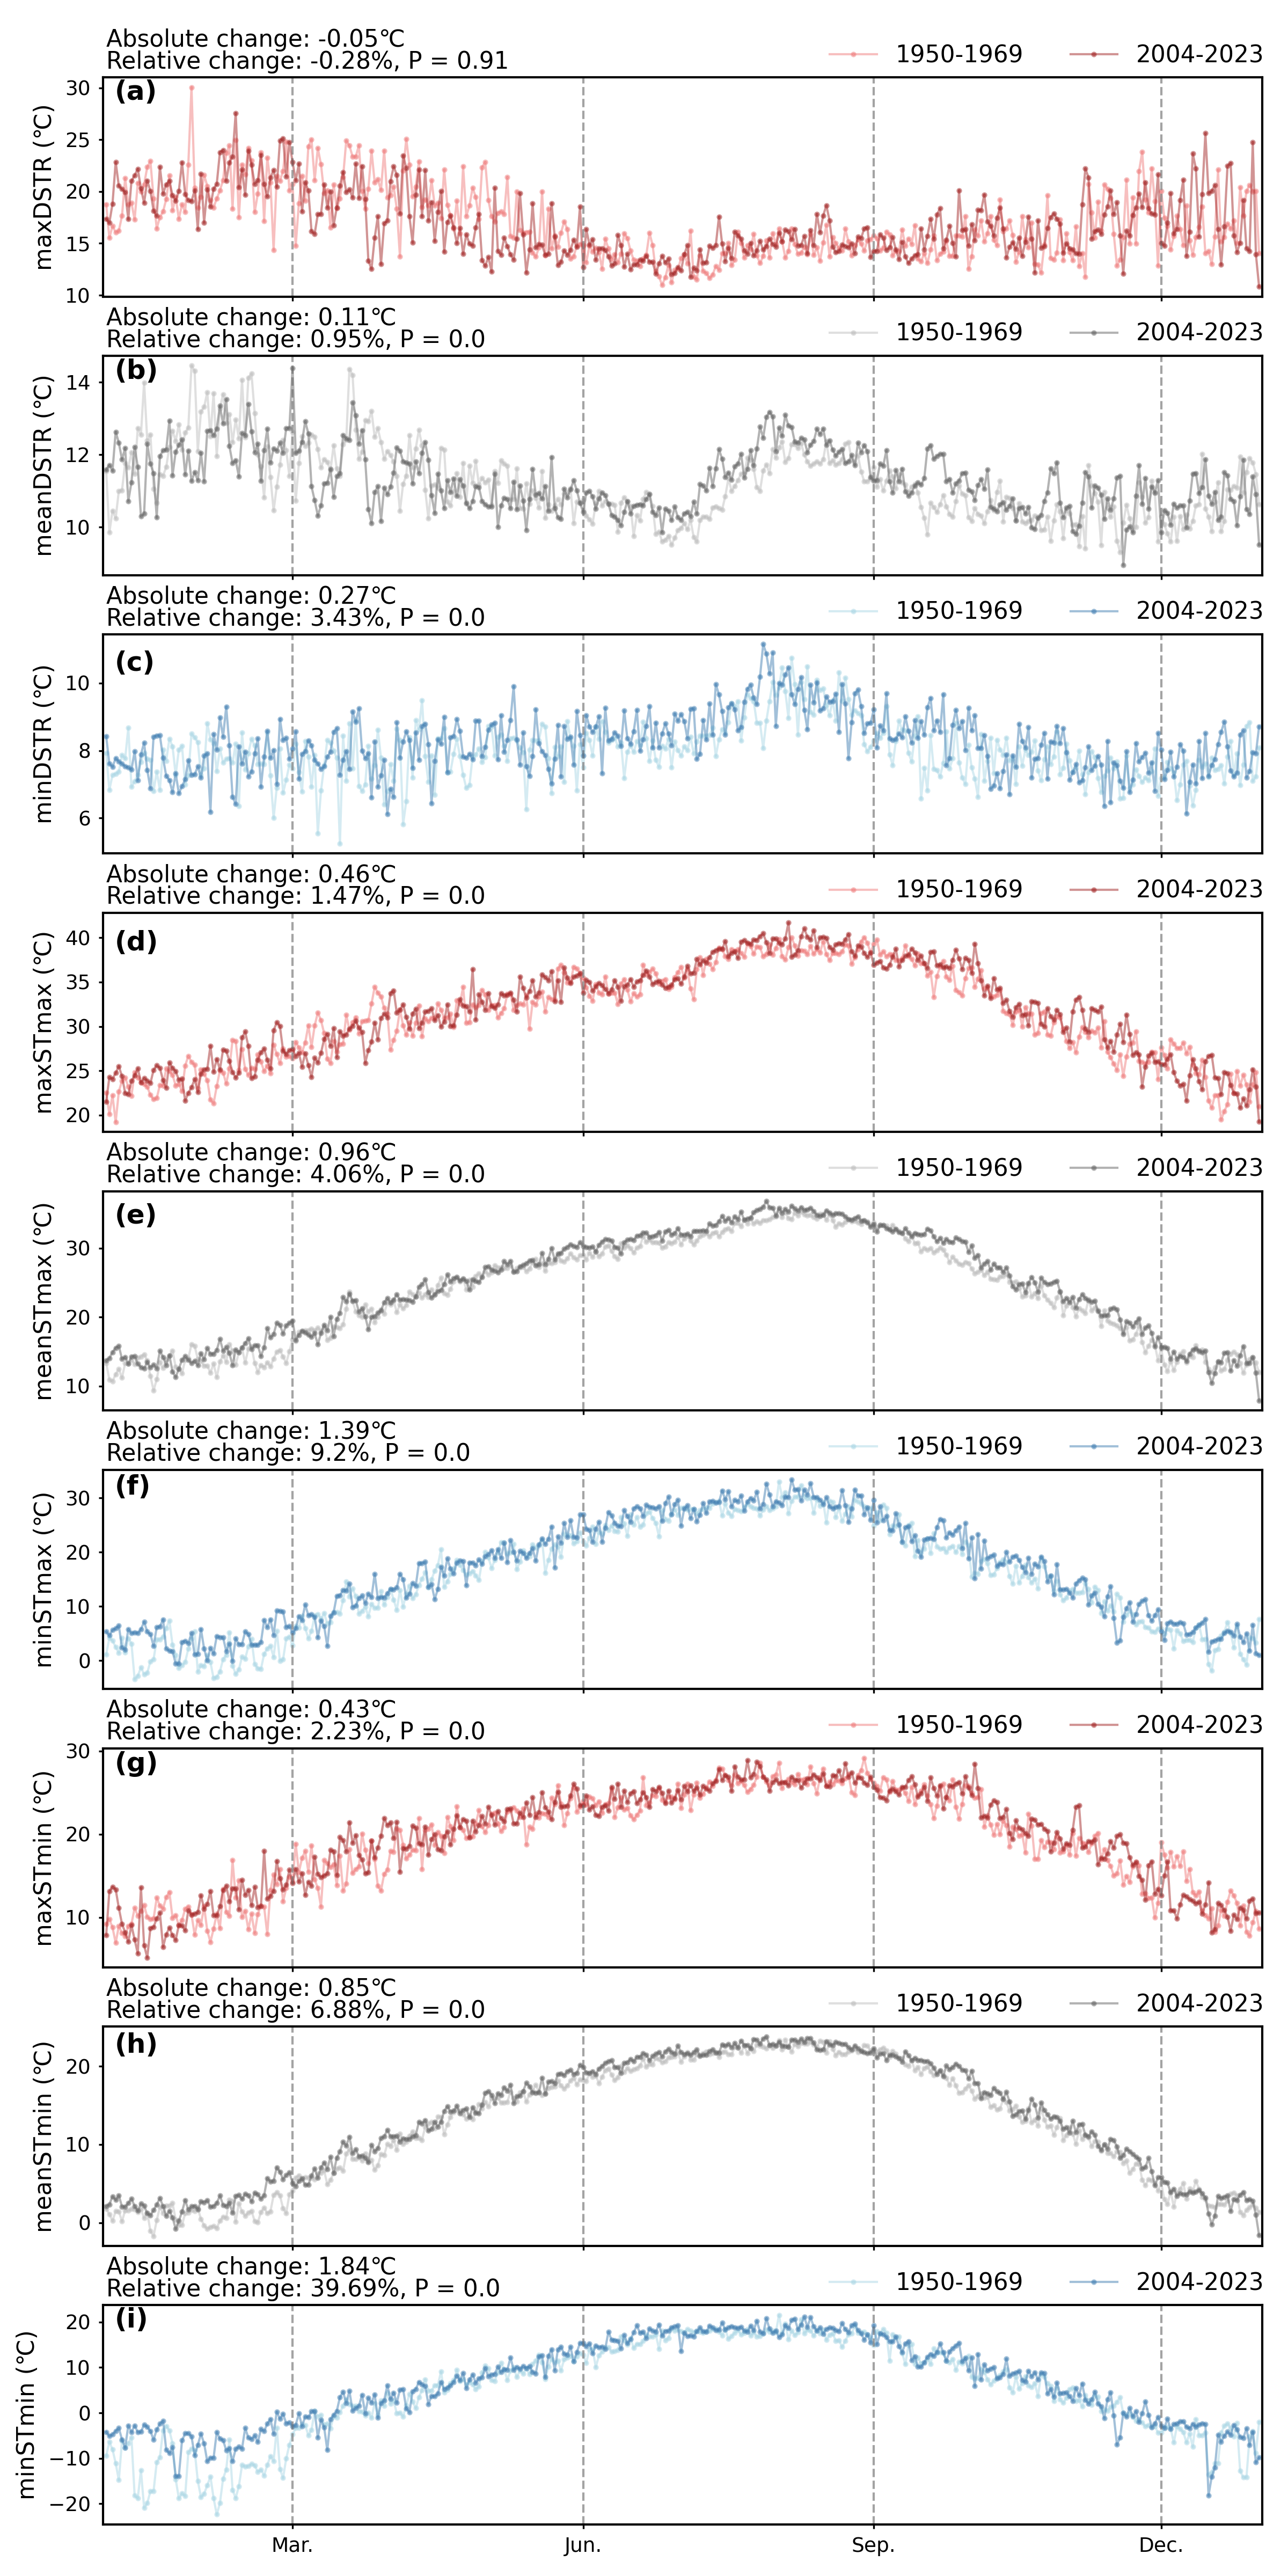 Absolute change: -0.05℃
Relative change: -0.28%, P = 0.91
1950-1969 2004-2023
(a)
maxDSTR (℃)
30
25
20
15
10
Absolute change: 0.11℃
Relative change: 0.95%, P = 0.0
1950-1969 2004-2023
(b)
meanDSTR (℃)
14
12
10
Absolute change: 0.27℃
Relative change: 3.43%, P = 0.0
1950-1969 2004-2023
(c)
minDSTR (℃)
10
8
6
Absolute change: 0.46℃
Relative change: 1.47%, P = 0.0
1950-1969 2004-2023
(d)
maxSTmax (℃)
40
35
30
25
20
Absolute change: 0.96℃
Relative change: 4.06%, P = 0.0
1950-1969 2004-2023
(e)
meanSTmax (℃)
30
20
10
Absolute change: 1.39℃
Relative change: 9.2%, P = 0.0
1950-1969 2004-2023
(f)
minSTmax (℃)
30
20
10
0
Absolute change: 0.43℃
Relative change: 2.23%, P = 0.0
1950-1969 2004-2023
(g)
maxSTmin (℃)
30
20
10
Absolute change: 0.85℃
Relative change: 6.88%, P = 0.0
1950-1969 2004-2023
(h)
meanSTmin (℃)
20
10
0
Absolute change: 1.84℃
Relative change: 39.69%, P = 0.0
1950-1969 2004-2023
(i)
minSTmin (℃)
20
10
0
−10
−20
Mar. Jun. Sep. Dec.